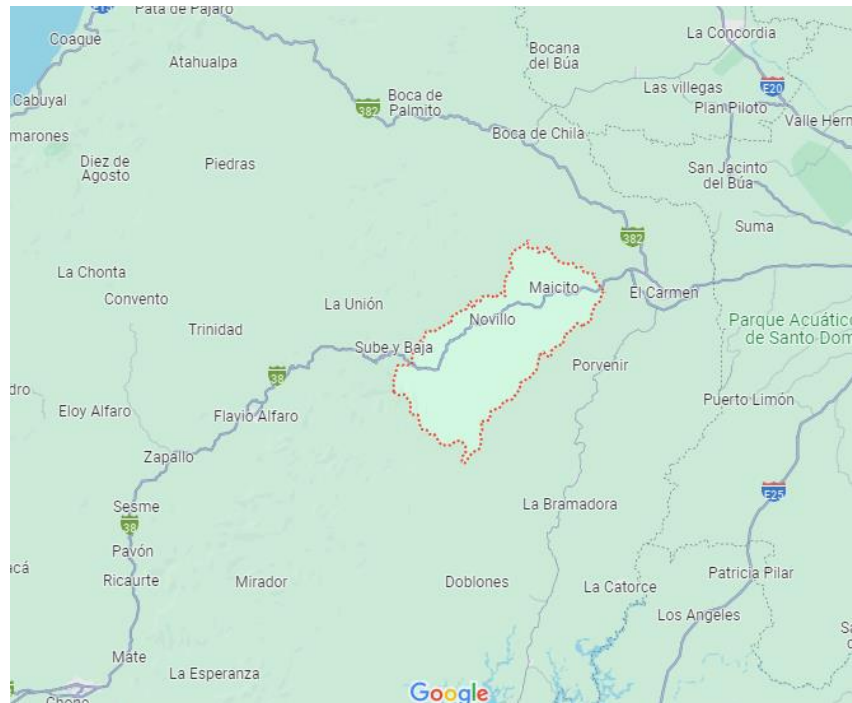 Pata de Pájaro
Coaque
La Concordia
Bocana
del Búa
Atahualpa
Las villegas
E20
Cabuyal
Boca de
Palmito
382
Plan Piloto
Valle Hern
marones
Boca de Chila
Diez de
Agosto
Piedras
San Jacinto
del Búa
Suma
382
La Chonta
Convento
Maicito
El Carmen
La Unión
Novillo
Trinidad
Parque Acuático
de Santo Dom
Sube y Baja
Porvenir
38
dro
Eloy Alfaro
Flavio Alfaro
Puerto Limón
Zapallo
E25
Sesme
La Bramadora
38
Pavón
acá
Ricaurte
Mirador
Doblones
La Catorce
Patricia Pilar
Los Angeles
Mate
La Esperanza
Google
Chone